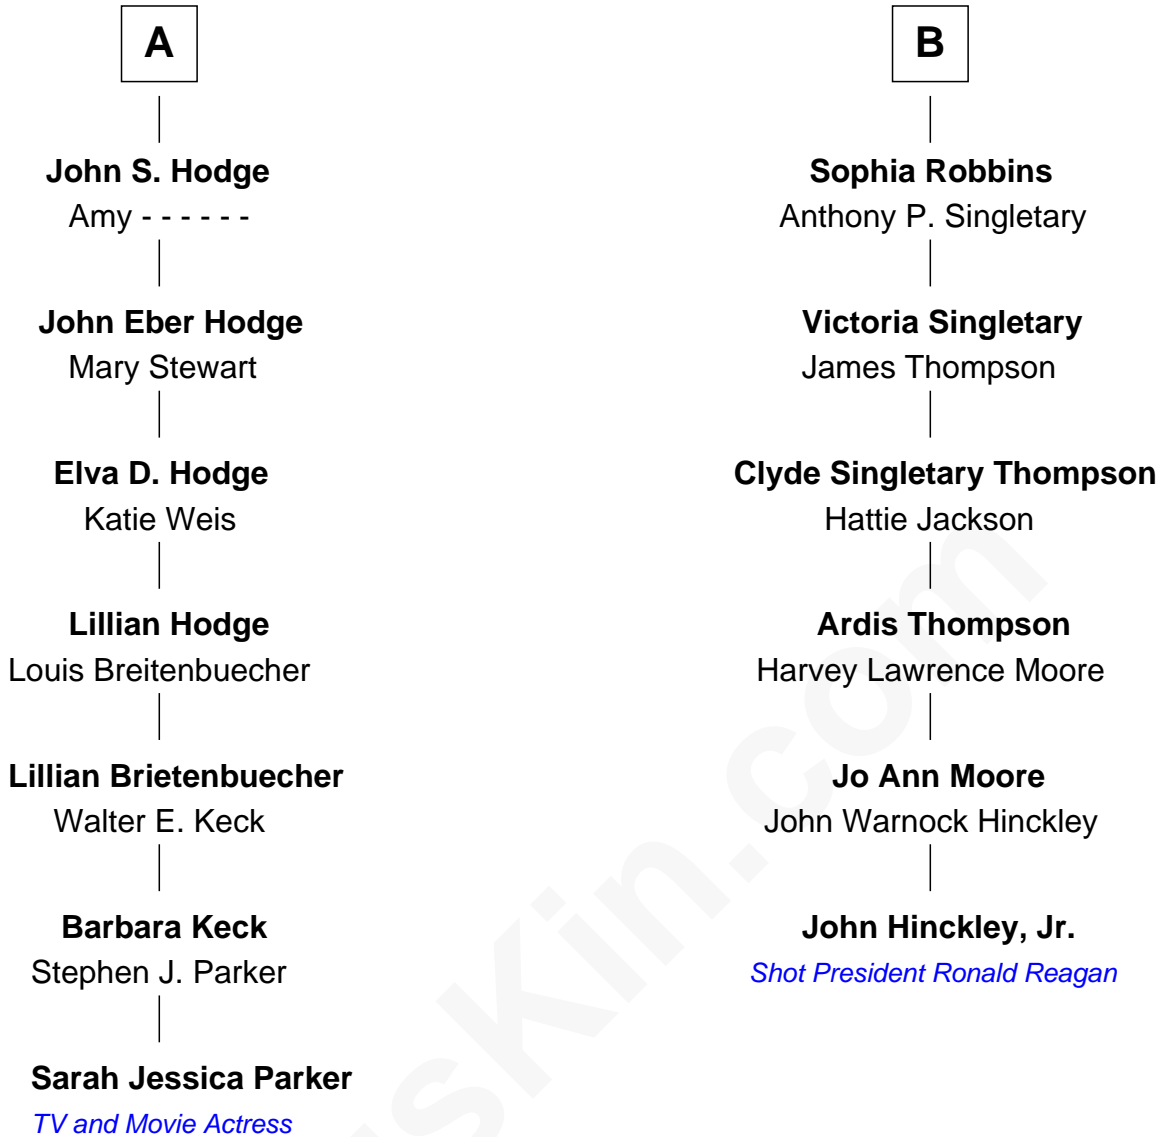 A
John S. Hodge
Amy - - - - - -
John Eber Hodge
Mary Stewart
Elva D. Hodge
Katie Weis
Lillian Hodge
Louis Breitenbuecher
Lillian Brietenbuecher
Walter E. Keck
Barbara Keck
Stephen J. Parker
Sarah Jessica Parker
TV and Movie Actress
B
Sophia Robbins
Anthony P. Singletary
Victoria Singletary
James Thompson
Clyde Singletary Thompson
Hattie Jackson
Ardis Thompson
Harvey Lawrence Moore
Jo Ann Moore
John Warnock Hinckley
John Hinckley, Jr.
Shot President Ronald Reagan
usKin.com